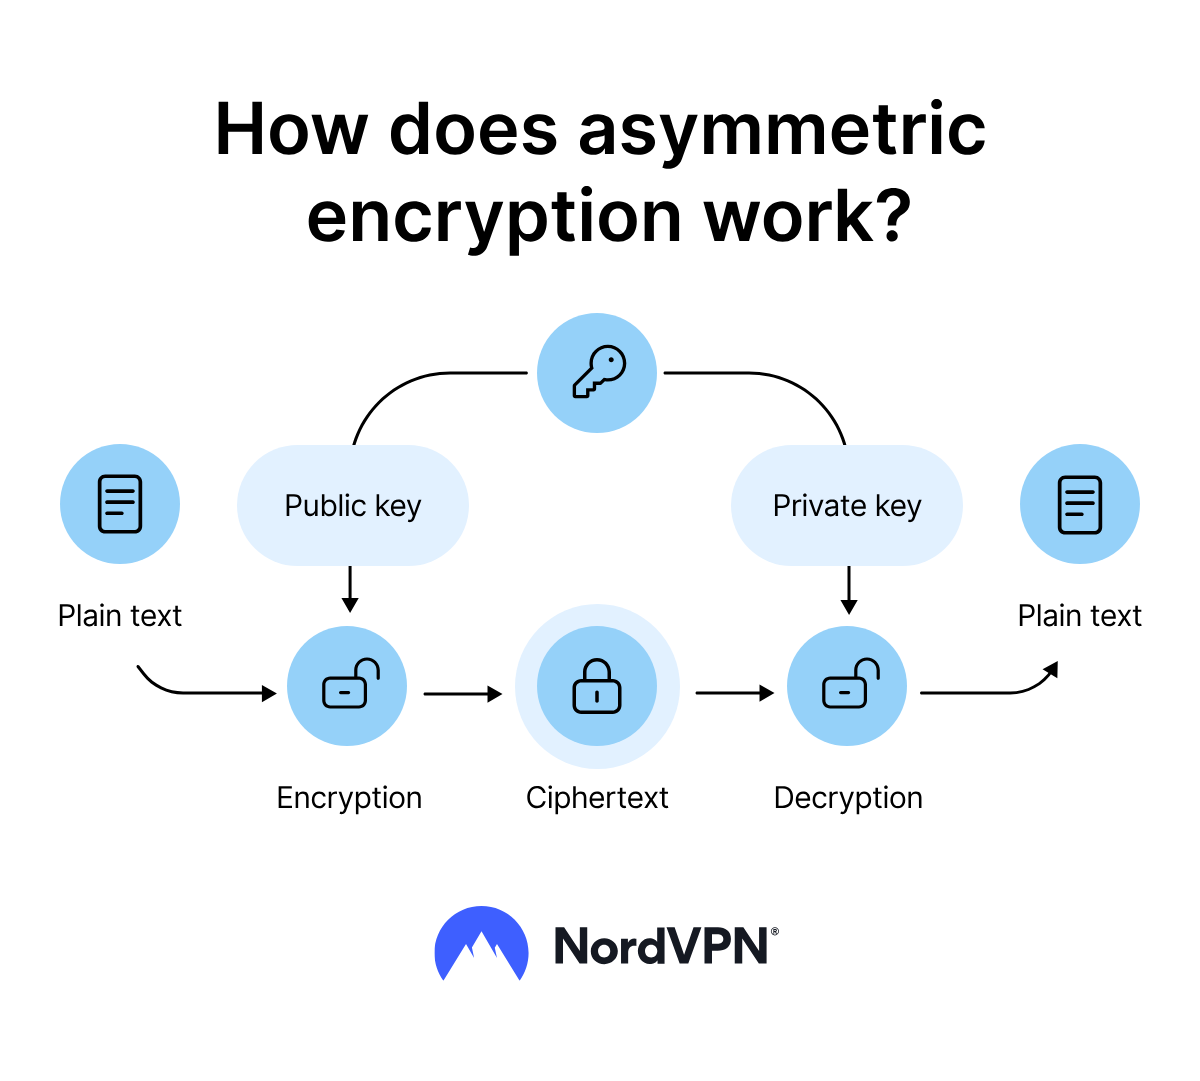 How does asymmetric
encryption work?
Public key
Private key
Plain text
Plain text
Encryption
Ciphertext
Decryption
NordVPN®